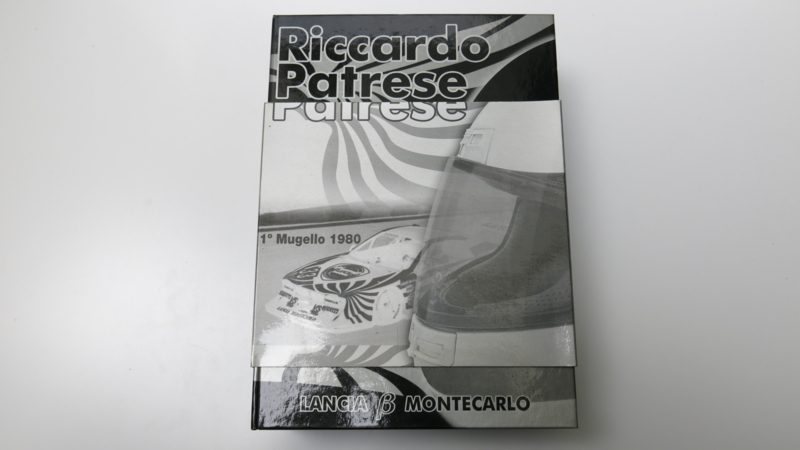 Riccardo
Patrese
Patrese
1° Mugello 1980
LANCIA β MONTECARLO